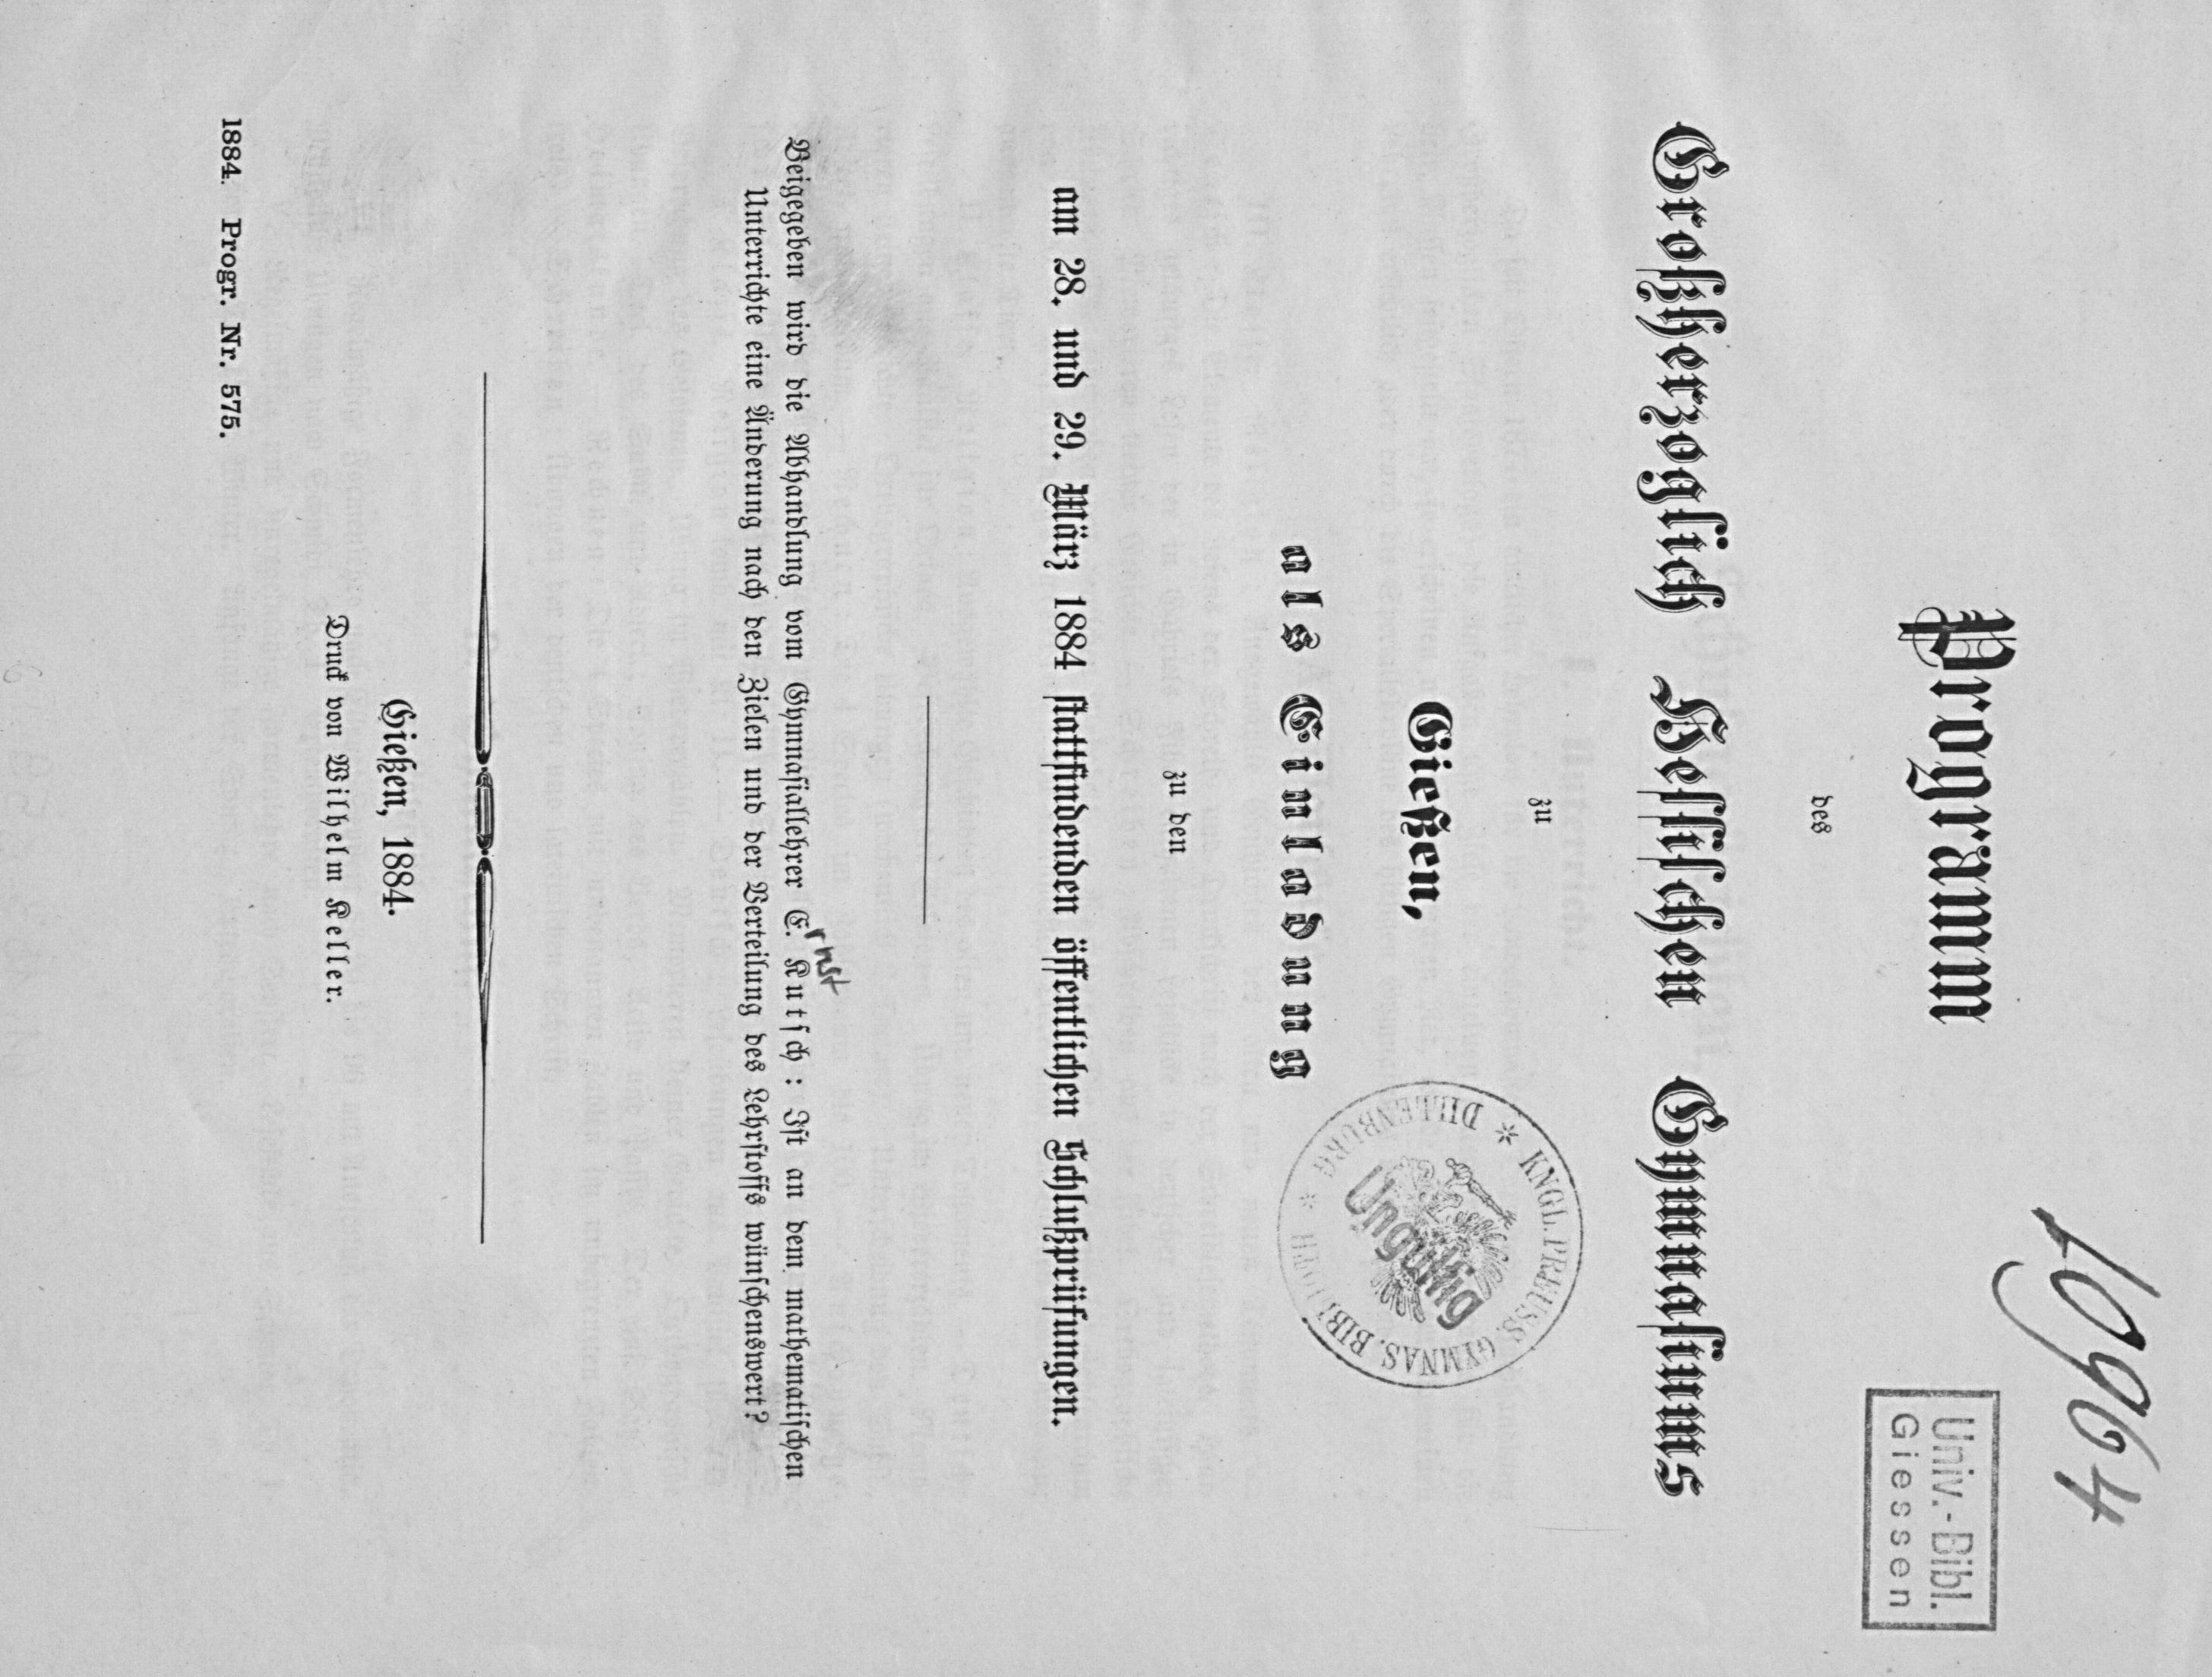 10964
Univ.-Bibl.
Giessen
Programm
des
Großherzoglich Hessischen Gymnasiums
zu
Gießen,
KNGL. PREUSS. GYMNAS. BIBLIOTH * DILLENBURG *
Ungültig
als Einladung
zu den
am 28. und 29. März 1884 stattfindenden öffentlichen Schlußprüfungen.
rnst
Beigegeben wird die Abhandlung vom Gymnasiallehrer E. Kutsch: Ist an dem mathematischen
Unterrichte eine Änderung nach den Zielen und der Verteilung des Lehrstoffs wünschenswert?
Gießen, 1884.
Druck von Wilhelm Keller.
1884. Progr. Nr. 575.